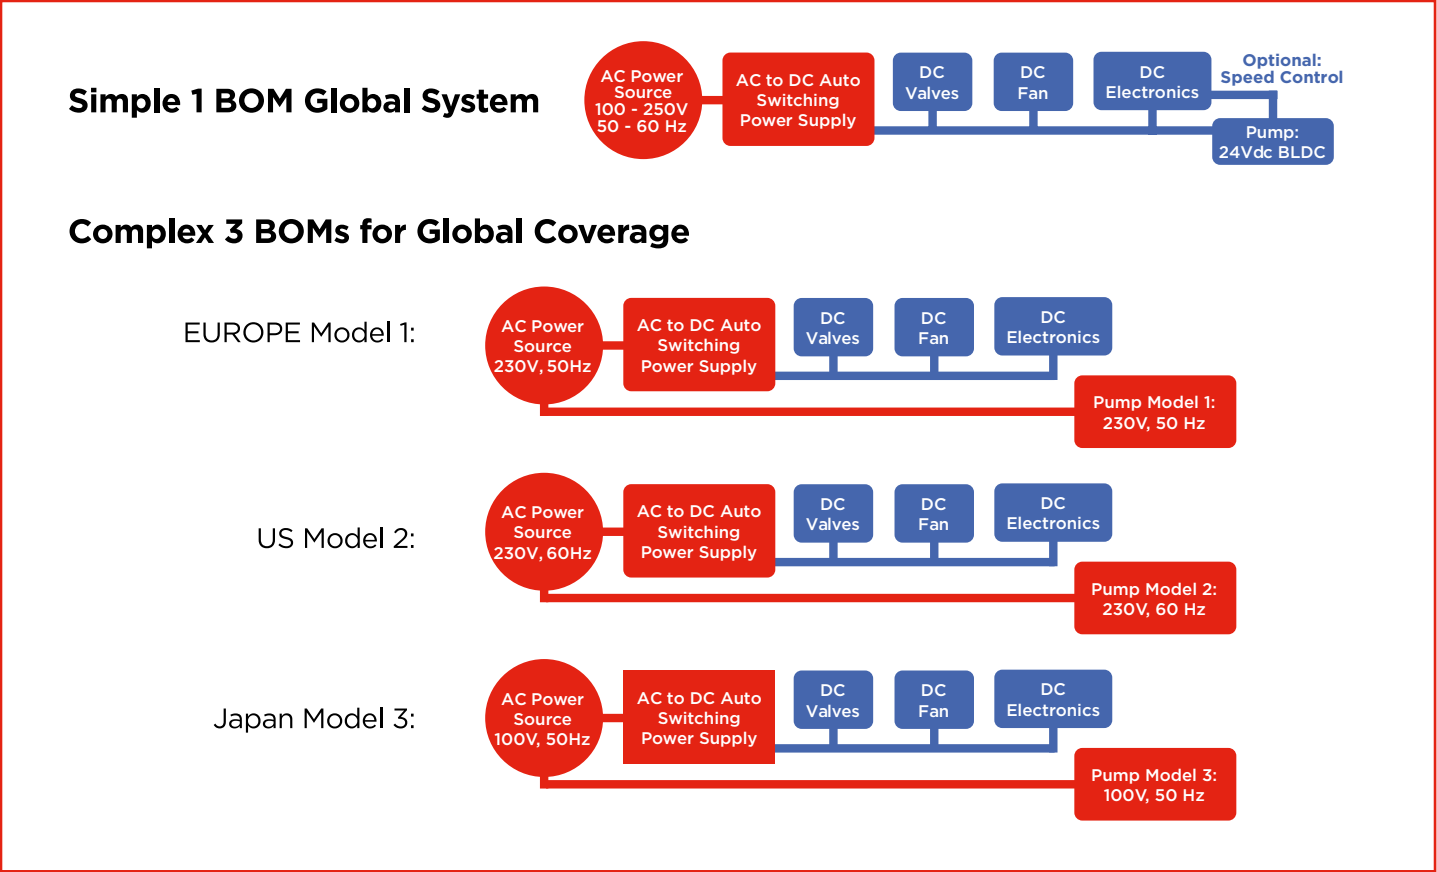 Simple 1 BOM Global System
AC Power
Source
100 - 250V
50 - 60 Hz
AC to DC Auto
Switching
Power Supply
DC
Valves
DC
Fan
DC
Electronics
Optional:
Speed Control
Pump:
24Vdc BLDC
Complex 3 BOMs for Global Coverage
EUROPE Model 1:
AC Power
Source
230V, 50Hz
AC to DC Auto
Switching
Power Supply
DC
Valves
DC
Fan
DC
Electronics
Pump Model 1:
230V, 50 Hz
US Model 2:
AC Power
Source
230V, 60Hz
AC to DC Auto
Switching
Power Supply
DC
Valves
DC
Fan
DC
Electronics
Pump Model 2:
230V, 60 Hz
Japan Model 3:
AC Power
Source
100V, 50Hz
AC to DC Auto
Switching
Power Supply
DC
Valves
DC
Fan
DC
Electronics
Pump Model 3:
100V, 50 Hz